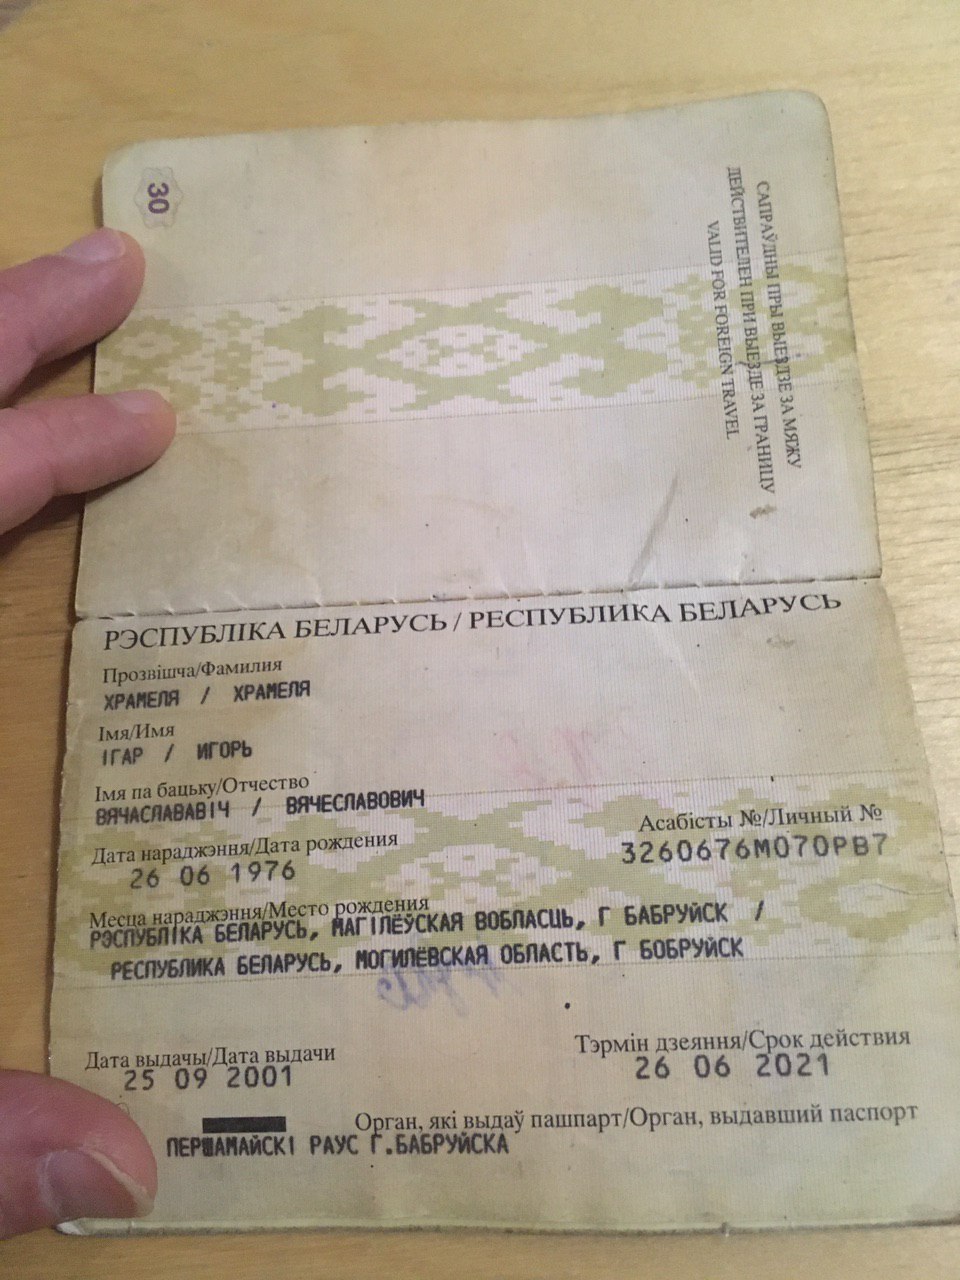 30
САПРАЎДНЫ ПРЫ ВЫЕЗДЗЕ ЗА МЯЖУ
ДЕЙСТВИТЕЛЕН ПРИ ВЫЕЗДЕ ЗА ГРАНИЦУ
VALID FOR FOREIGN TRAVEL
РЭСПУБЛІКА БЕЛАРУСЬ / РЕСПУБЛИКА БЕЛАРУСЬ
Прозвішча/Фамилия
ХРАМЕЛЯ / ХРАМЕЛЯ
Імя/Имя
ІГАР / ИГОРЬ
Імя па бацьку/Отчество
ВЯЧАСЛАВАВІЧ / ВЯЧЕСЛАВОВИЧ
Дата нараджэння/Дата рождения
26 06 1976
Асабісты №/Личный №
3260676M070PB7
Месца нараджэння/Место рождения
РЭСПУБЛІКА БЕЛАРУСЬ, МАГІЛЁЎСКАЯ ВОБЛАСЦЬ, Г БАБРУЙСК /
РЕСПУБЛИКА БЕЛАРУСЬ, МОГИЛЕВСКАЯ ОБЛАСТЬ, Г БОБРУЙСК
Дата выдачы/Дата выдачи
25 09 2001
Тэрмін дзеяння/Срок действия
26 06 2021
Орган, які выдаў пашпарт/Орган, выдавший паспорт
ПЕРШАМАЙСКІ РАУС Г.БАБРУЙСКА